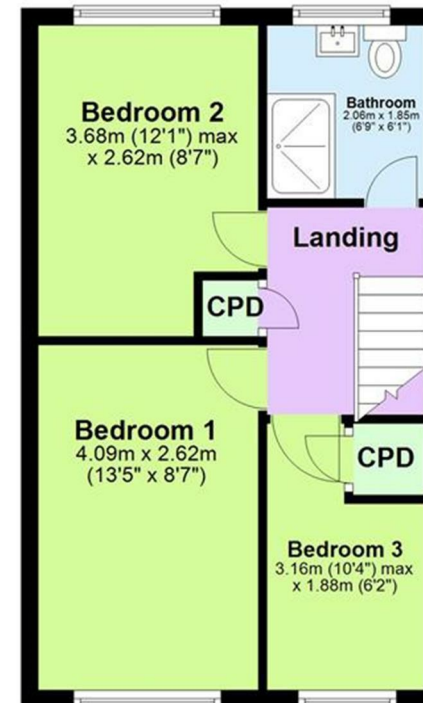 Bedroom 2
3.68m (12'1") max
x 2.62m (8'7")
Bathroom
2.06m x 1.85m
(6'9" x 6'1")
Landing
CPD
Bedroom 1
4.09m x 2.62m
(13'5" x 8'7")
CPD
Bedroom 3
3.16m (10'4") max
x 1.88m (6'2")